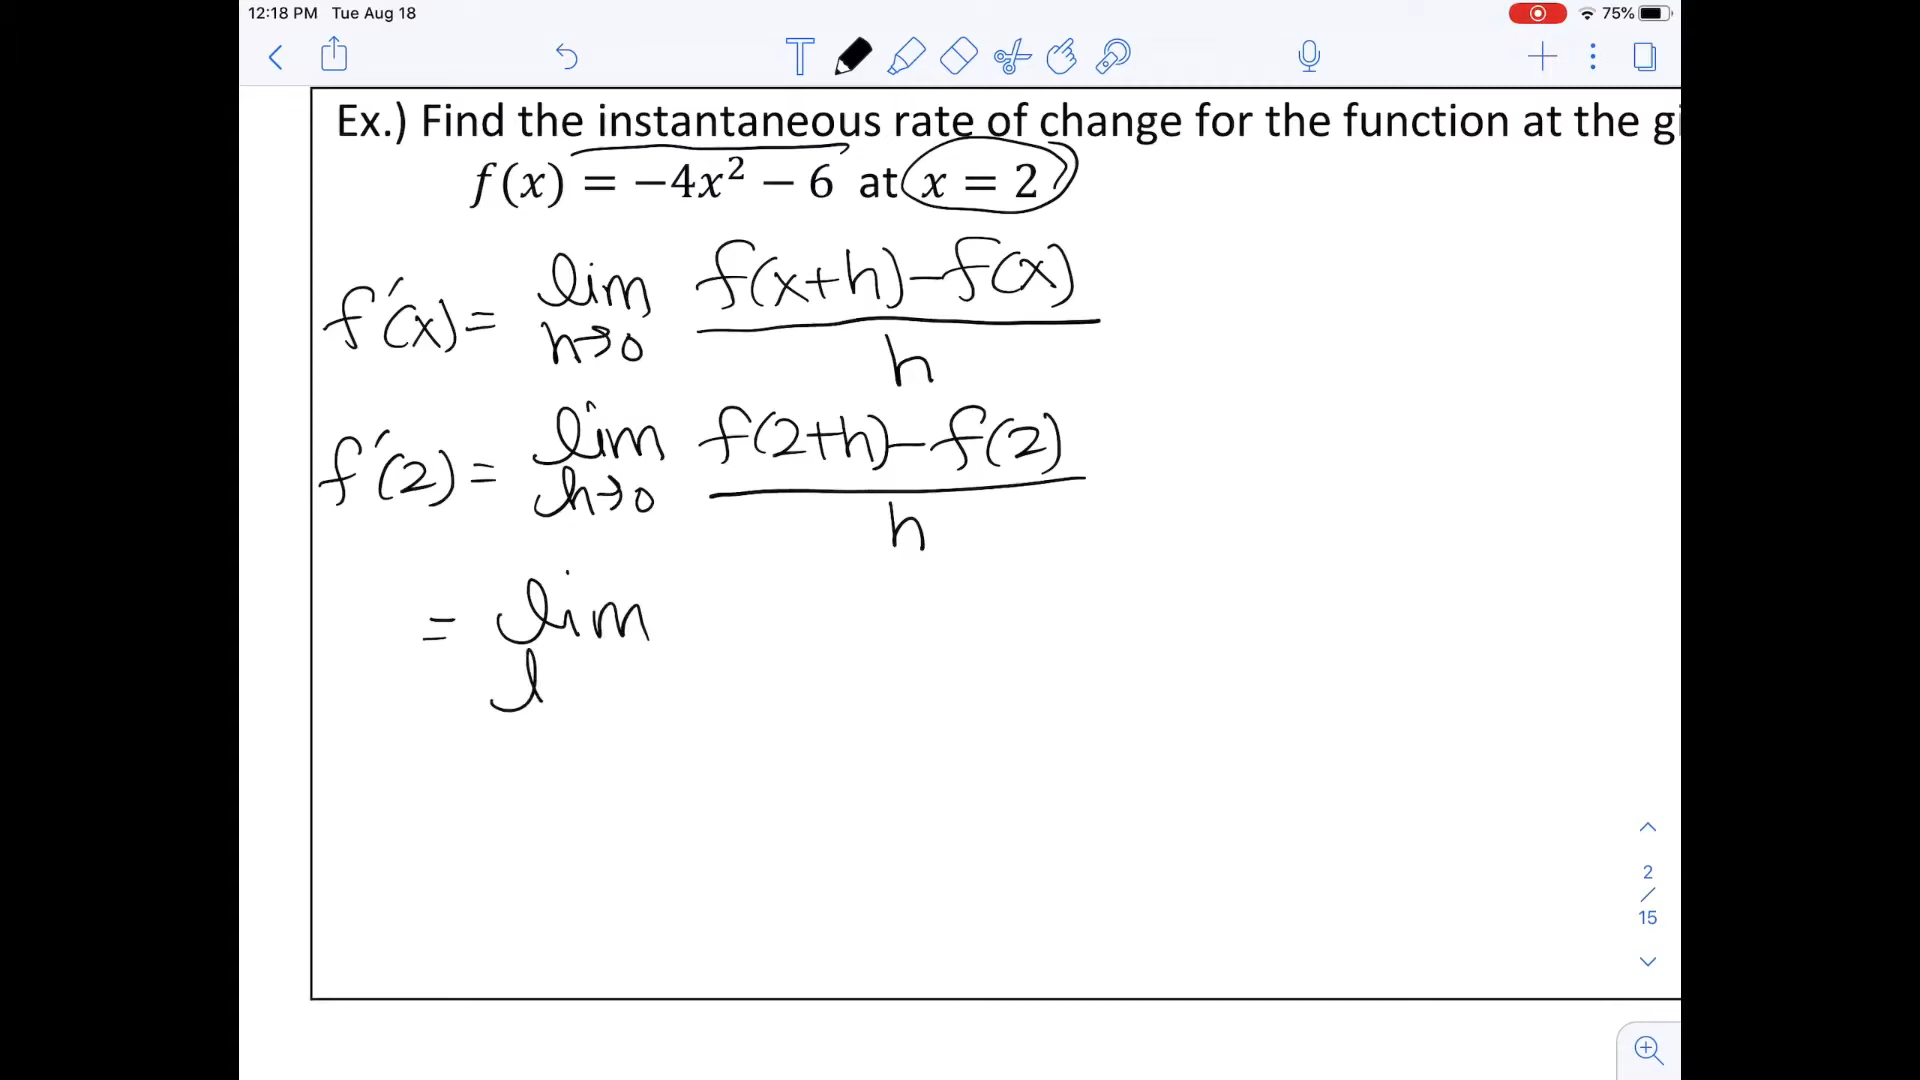 12:18 PM Tue Aug 18 75%
T
Ex.) Find the instantaneous rate of change for the function at the
f(x) = −4x² − 6 at x = 2
f'(x) = lim h→0 f(x+h) − f(x) / h
f'(2) = lim h→0 f(2+h) − f(2) / h
= lim
2
/
15